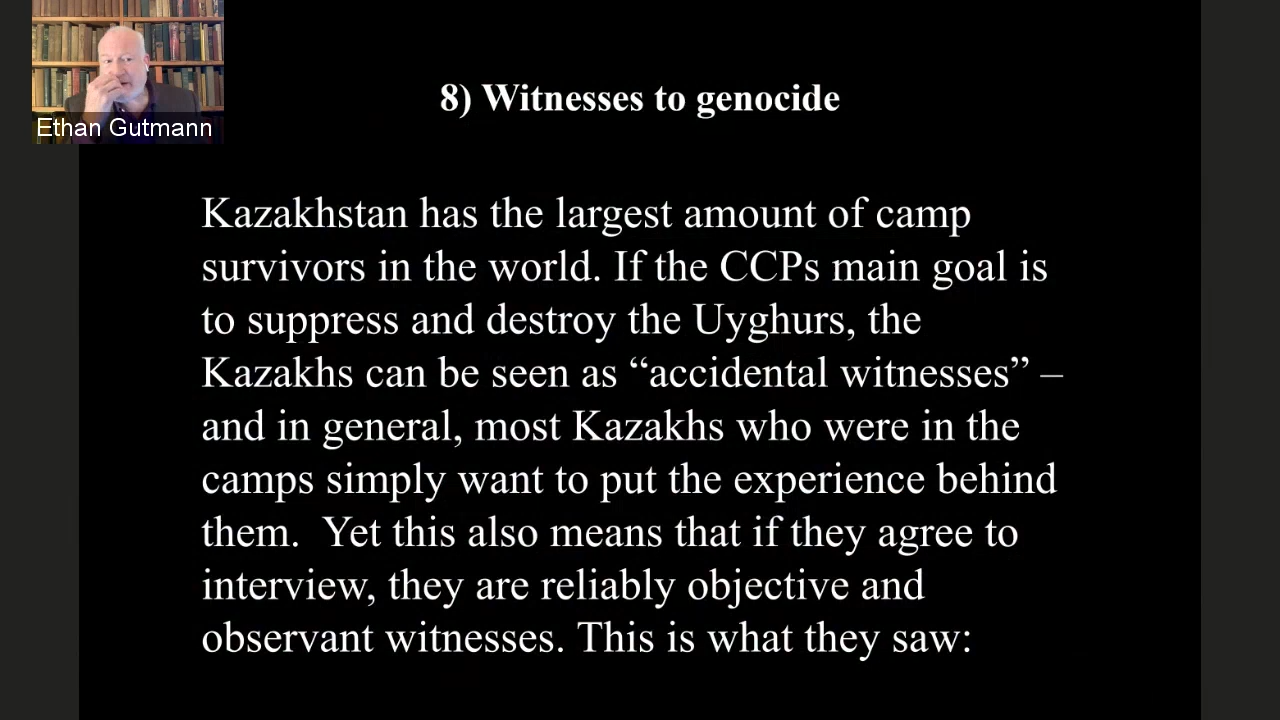 Ethan Gutmann
8) Witnesses to genocide
Kazakhstan has the largest amount of camp
survivors in the world. If the CCPs main goal is
to suppress and destroy the Uyghurs, the
Kazakhs can be seen as “accidental witnesses” –
and in general, most Kazakhs who were in the
camps simply want to put the experience behind
them.  Yet this also means that if they agree to
interview, they are reliably objective and
observant witnesses. This is what they saw: